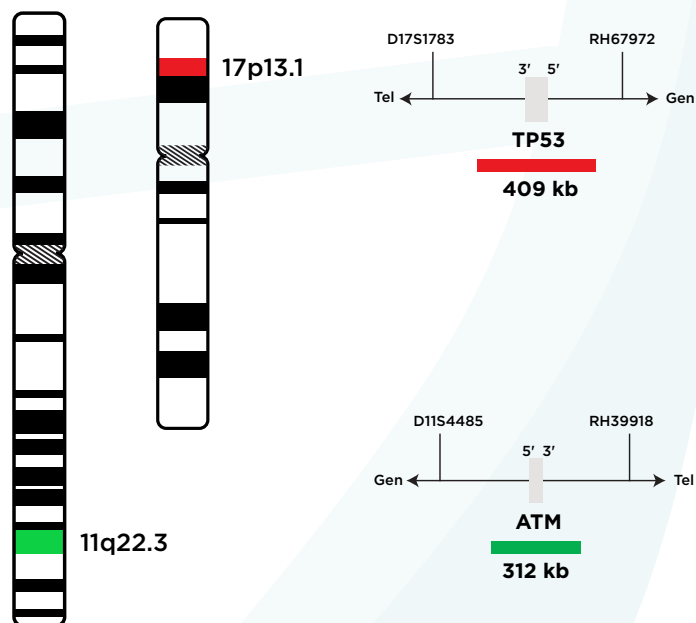 17p13.1
D17S1783
RH67972
3' 5'
Tel
Gen
TP53
409 kb
11q22.3
D11S4485
RH39918
5' 3'
Gen
Tel
ATM
312 kb